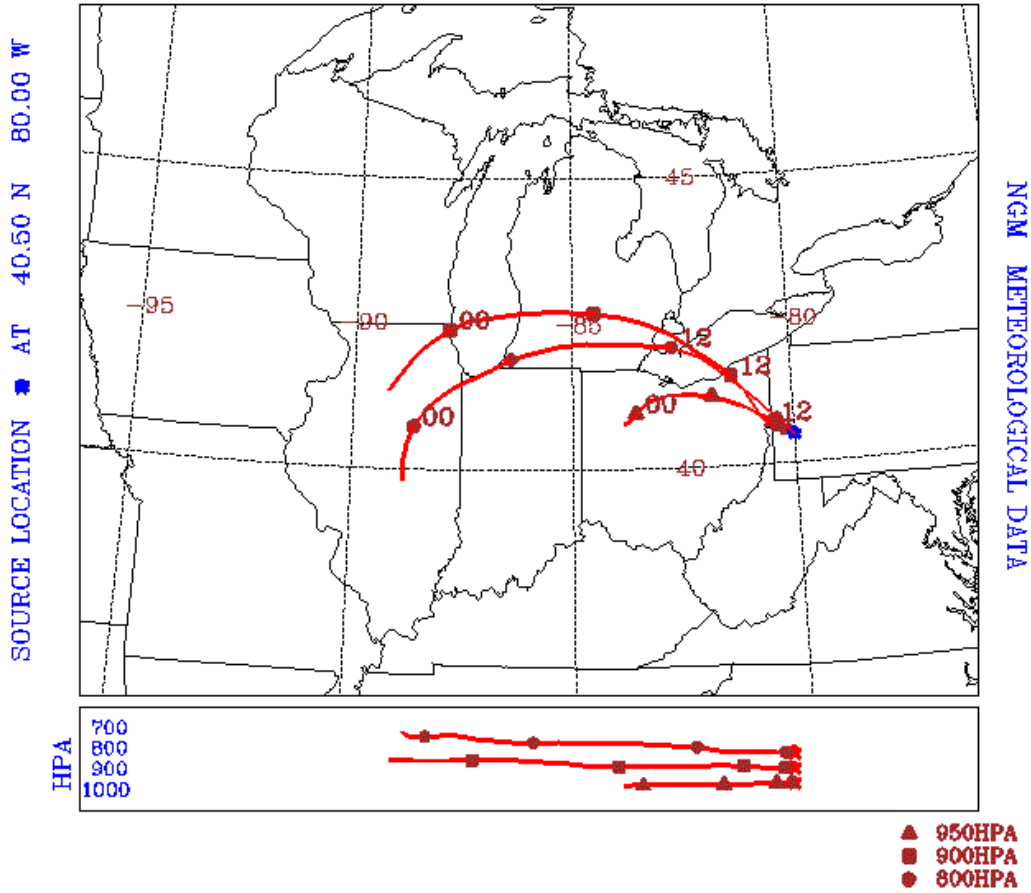 SOURCE LOCATION * AT 40.50 N 80.00 W
45
-95
-90
00
-85
-80
12
12
00
00
12
40
NGM METEOROLOGICAL DATA
HPA
700
800
900
1000
950HPA
900HPA
800HPA